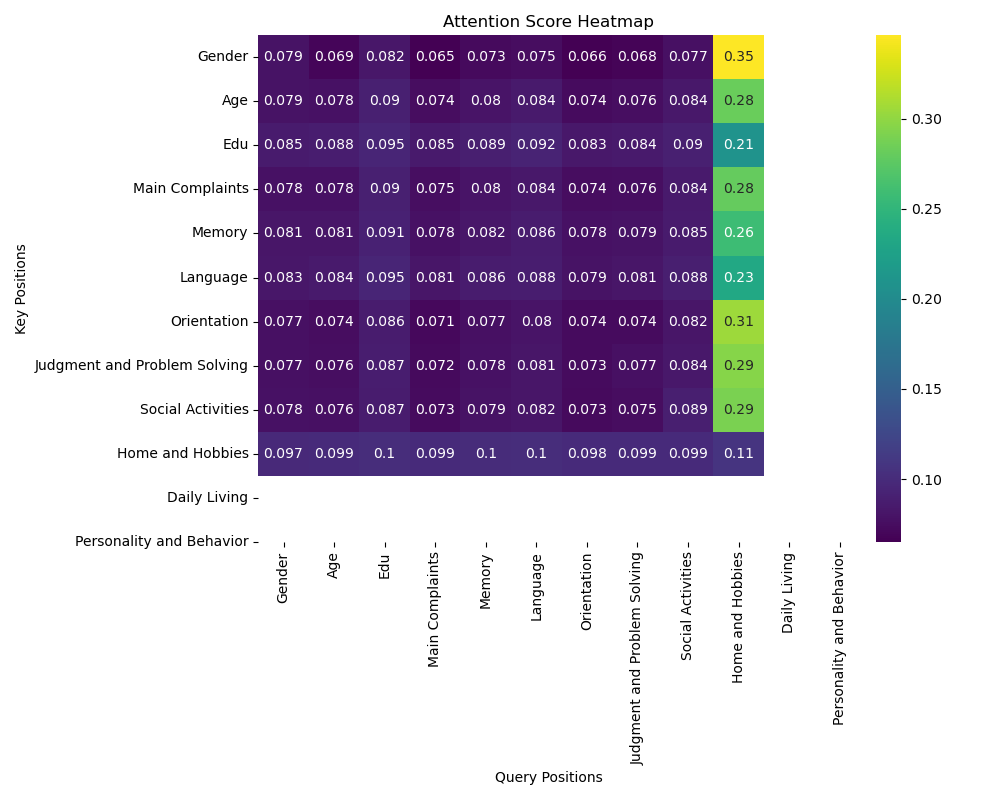 Attention Score Heatmap
Gender 0.079 0.069 0.082 0.065 0.073 0.075 0.066 0.068 0.077 0.35
Age 0.079 0.078 0.09 0.074 0.08 0.084 0.074 0.076 0.084 0.28
Edu 0.085 0.088 0.095 0.085 0.089 0.092 0.083 0.084 0.09 0.21
Main Complaints 0.078 0.078 0.09 0.075 0.08 0.084 0.074 0.076 0.084 0.28
Memory 0.081 0.081 0.091 0.078 0.082 0.086 0.078 0.079 0.085 0.26
Language 0.083 0.084 0.095 0.081 0.086 0.088 0.079 0.081 0.088 0.23
Orientation 0.077 0.074 0.086 0.071 0.077 0.08 0.074 0.074 0.082 0.31
Judgment and Problem Solving 0.077 0.076 0.087 0.072 0.078 0.081 0.073 0.077 0.084 0.29
Social Activities 0.078 0.076 0.087 0.073 0.079 0.082 0.073 0.075 0.089 0.29
Home and Hobbies 0.097 0.099 0.1 0.099 0.1 0.1 0.098 0.099 0.099 0.11
Daily Living
Personality and Behavior
Key Positions
Gender
Age
Edu
Main Complaints
Memory
Language
Orientation
Judgment and Problem Solving
Social Activities
Home and Hobbies
Daily Living
Personality and Behavior
Query Positions
0.30
0.25
0.20
0.15
0.10